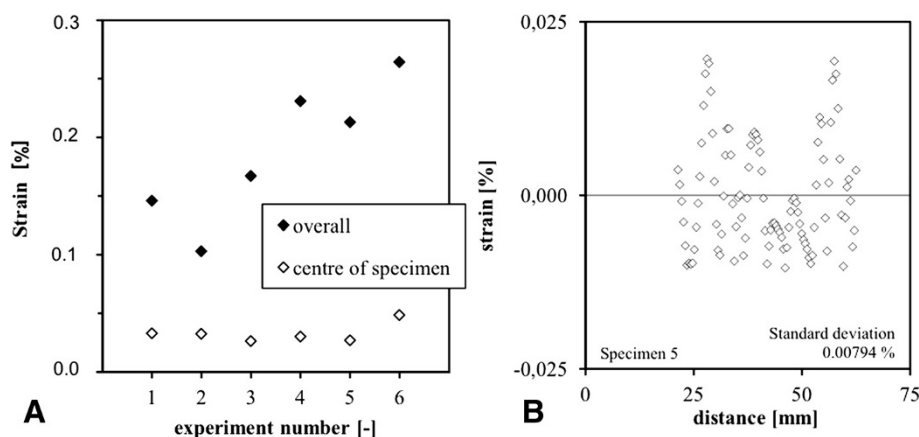 0.3
0.2
0.1
0.0
Strain [%]
overall
centre of specimen
1 2 3 4 5 6
experiment number [-]
A
0,025
0,000
-0,025
strain [%]
Specimen 5
Standard deviation
0.00794 %
0 25 50 75
distance [mm]
B